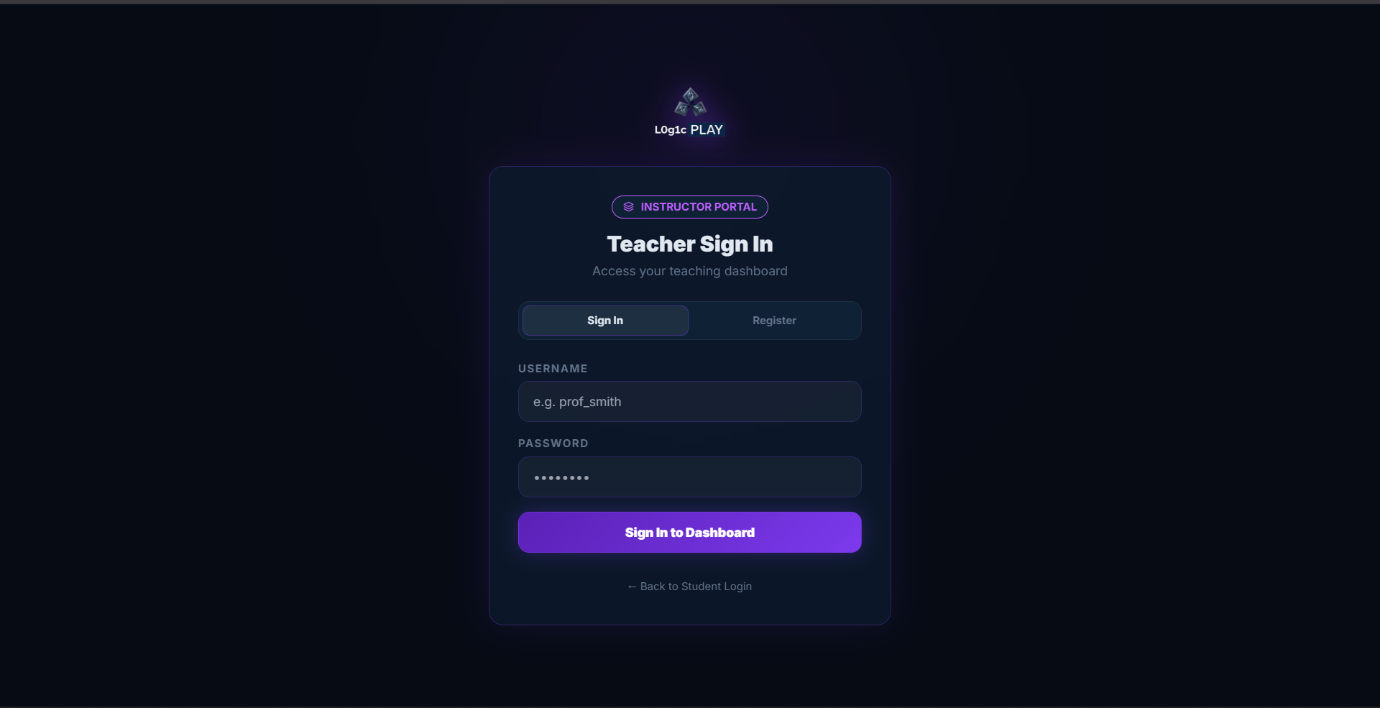 L0g1c PLAY
INSTRUCTOR PORTAL
Teacher Sign In
Access your teaching dashboard
Sign In Register
USERNAME
e.g. prof_smith
PASSWORD
••••••••
Sign In to Dashboard
← Back to Student Login